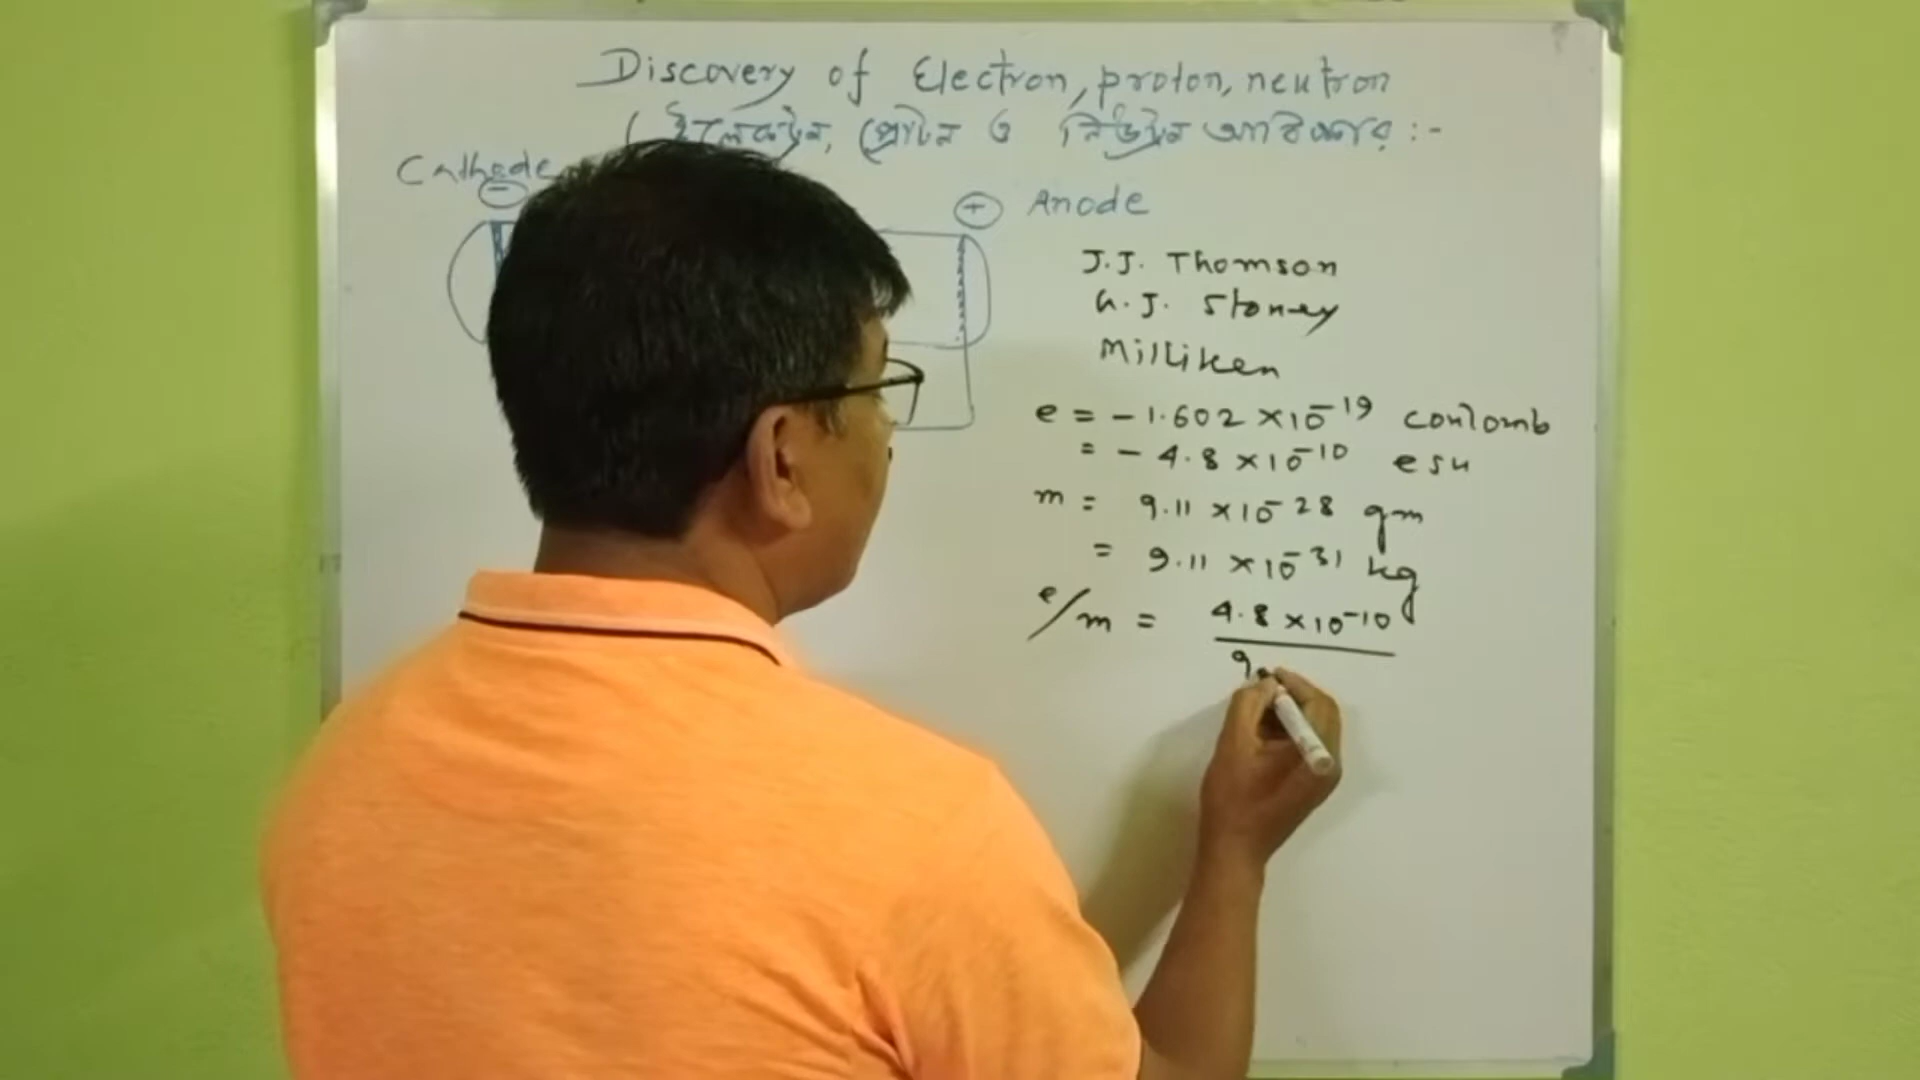 Discovery of Electron, proton, neutron
( ইলেকট্রন, প্রোটন ও নিউট্রন আবিষ্কার :-
Cathode
−
+ Anode
J.J. Thomson
G.J. Stoney
Milliken
e = − 1.602 ×10⁻¹⁹ coulomb
= − 4.8 ×10⁻¹⁰ esu
m = 9.11 ×10⁻²⁸ gm
= 9.11 ×10⁻³¹ kg
e/m = 4.8 ×10⁻¹⁰
9.